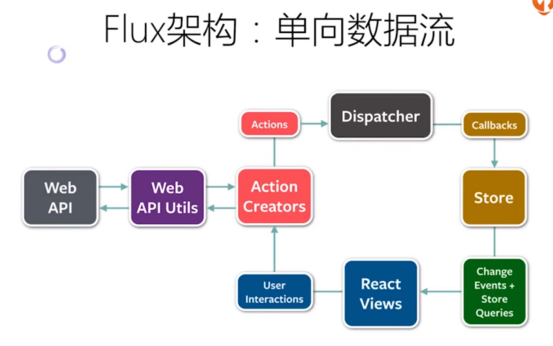 Flux架构：单向数据流
Actions
Dispatcher
Callbacks
Web
API
Web
API Utils
Action
Creators
Store
User
Interactions
React
Views
Change
Events +
Store
Queries